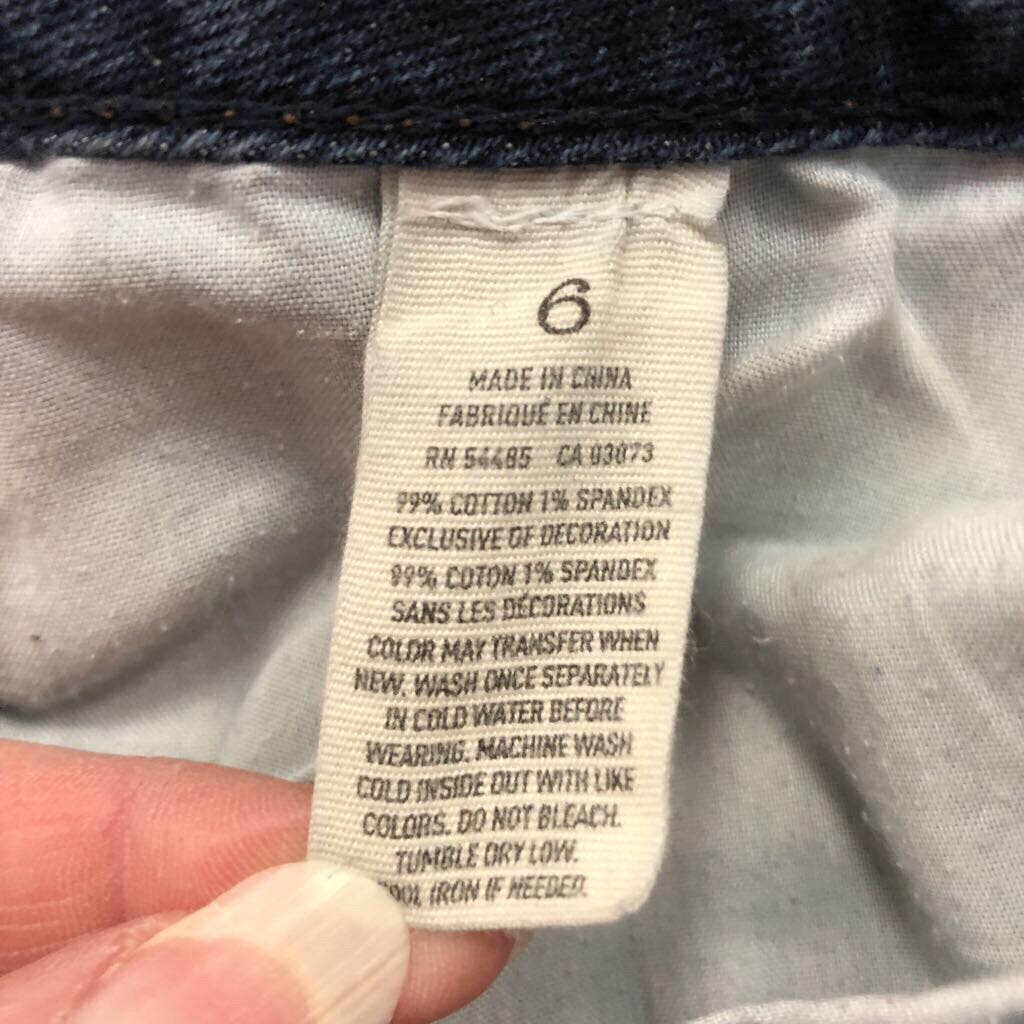 6
MADE IN CHINA
FABRIQUÉ EN CHINE
RN 54485 CA 03073
99% COTTON 1% SPANDEX
EXCLUSIVE OF DECORATION
99% COTON 1% SPANDEX
SANS LES DÉCORATIONS
COLOR MAY TRANSFER WHEN
NEW. WASH ONCE SEPARATELY
IN COLD WATER BEFORE
WEARING. MACHINE WASH
COLD INSIDE OUT WITH LIKE
COLORS. DO NOT BLEACH.
TUMBLE DRY LOW.
OOL IRON IF NEEDED.